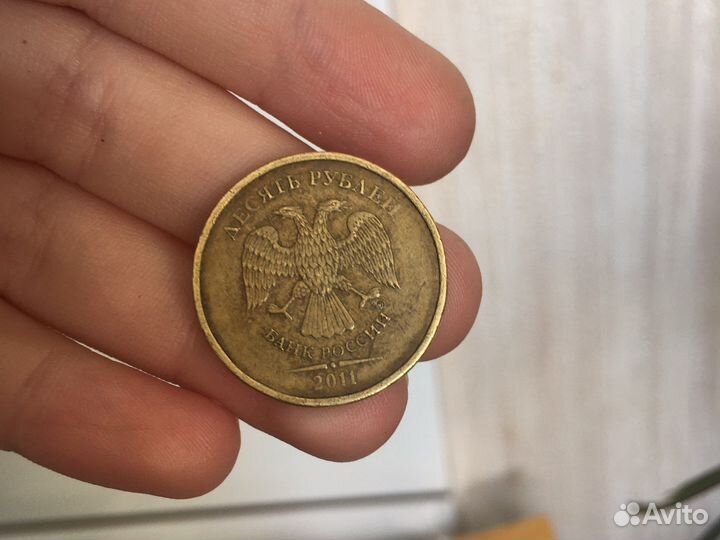 ДЕСЯТЬ РУБЛЕЙ
БАНК РОССИИ
2011
Avito